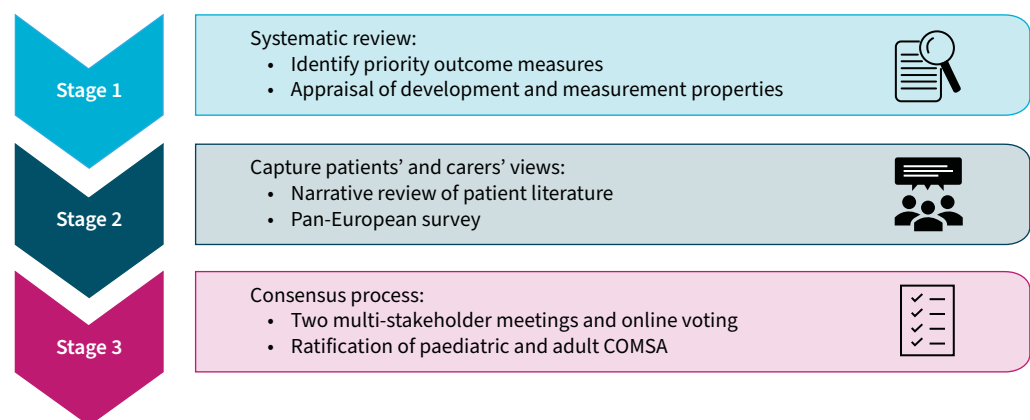 Stage 1
Systematic review:
• Identify priority outcome measures
• Appraisal of development and measurement properties
Stage 2
Capture patients’ and carers’ views:
• Narrative review of patient literature
• Pan-European survey
Stage 3
Consensus process:
• Two multi-stakeholder meetings and online voting
• Ratification of paediatric and adult COMSA